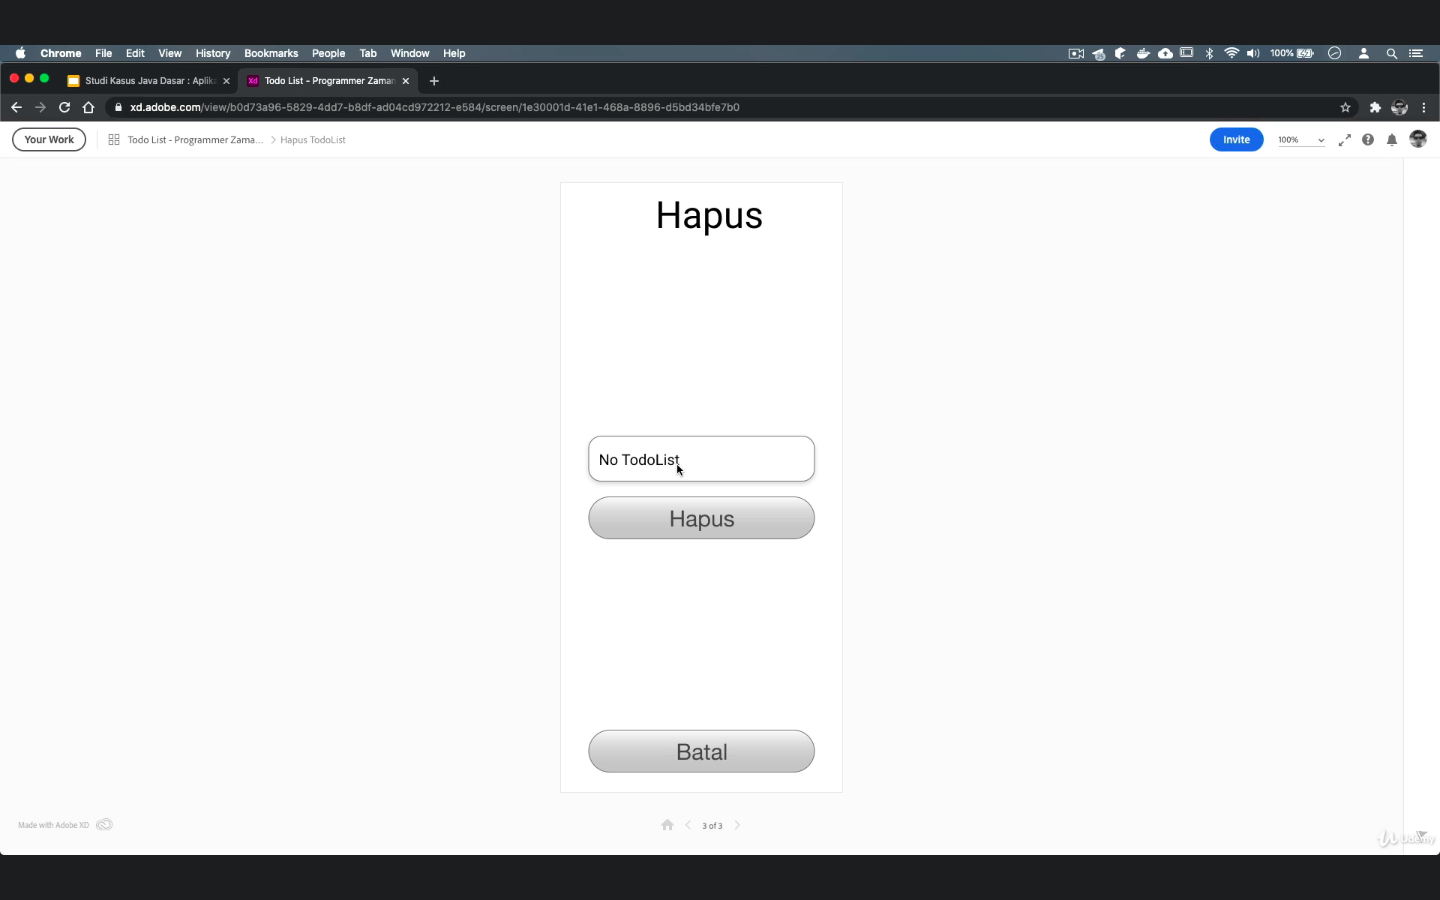 Chrome File Edit View History Bookmarks People Tab Window Help 100%
Studi Kasus Java Dasar : Aplik
Todo List - Programmer Zaman
xd.adobe.com/view/b0d73a96-5829-4dd7-b8df-ad04cd972212-e584/screen/1e30001d-41e1-468a-8896-d5bd34bfe7b0
Your Work Todo List - Programmer Zama... > Hapus TodoList Invite 100%
Hapus
No TodoList
Hapus
Batal
Made with Adobe XD 3 of 3
Udemy